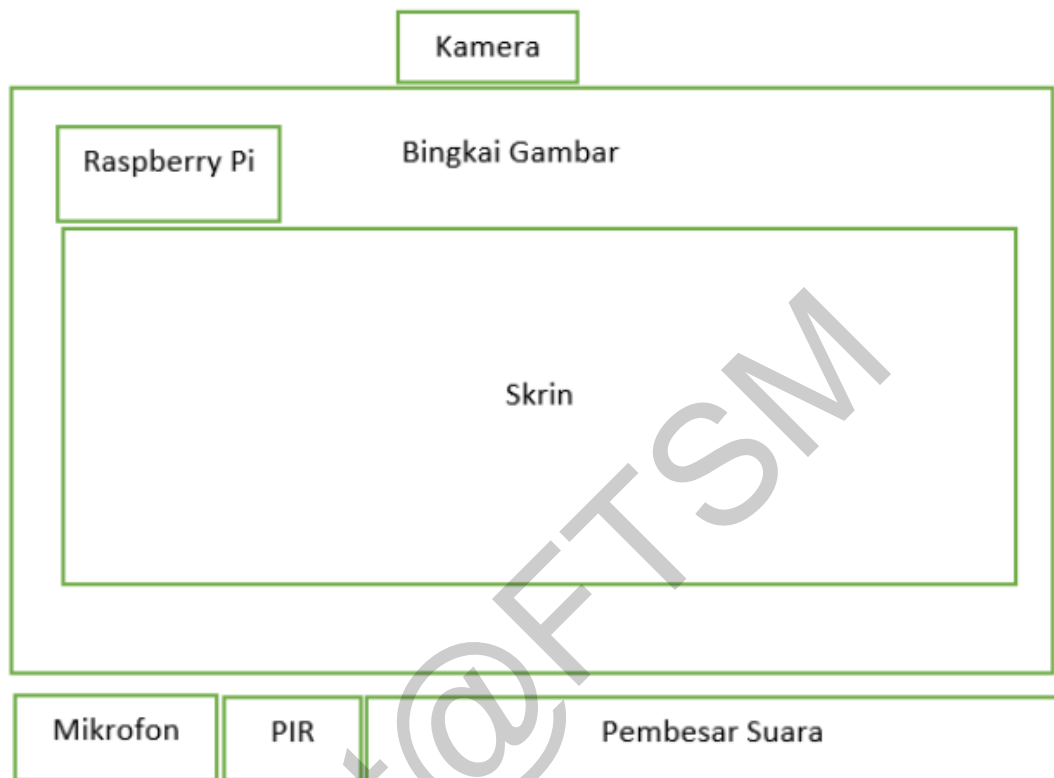 Kamera
Raspberry Pi
Bingkai Gambar
Skrin
Mikrofon
PIR
Pembesar Suara
t@FTSM